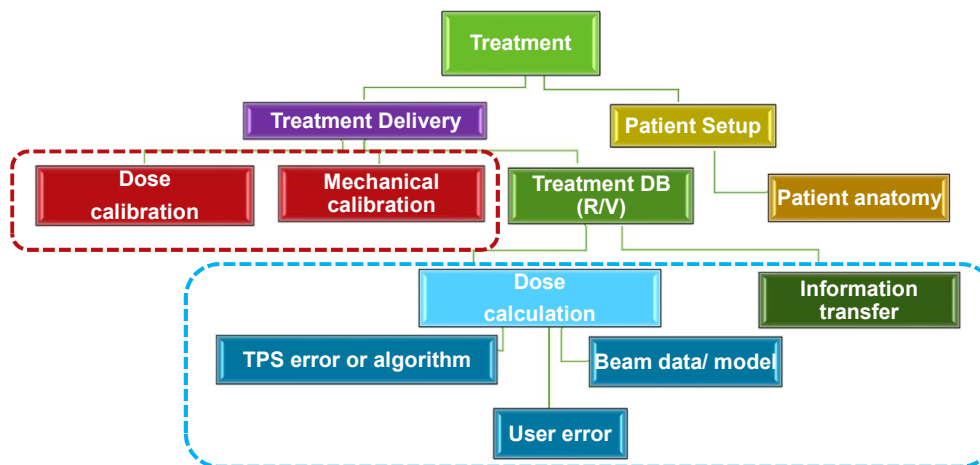 Treatment
Treatment Delivery
Patient Setup
Dose
calibration
Mechanical
calibration
Treatment DB
(R/V)
Patient anatomy
Dose
calculation
Information
transfer
TPS error or algorithm
Beam data/ model
User error